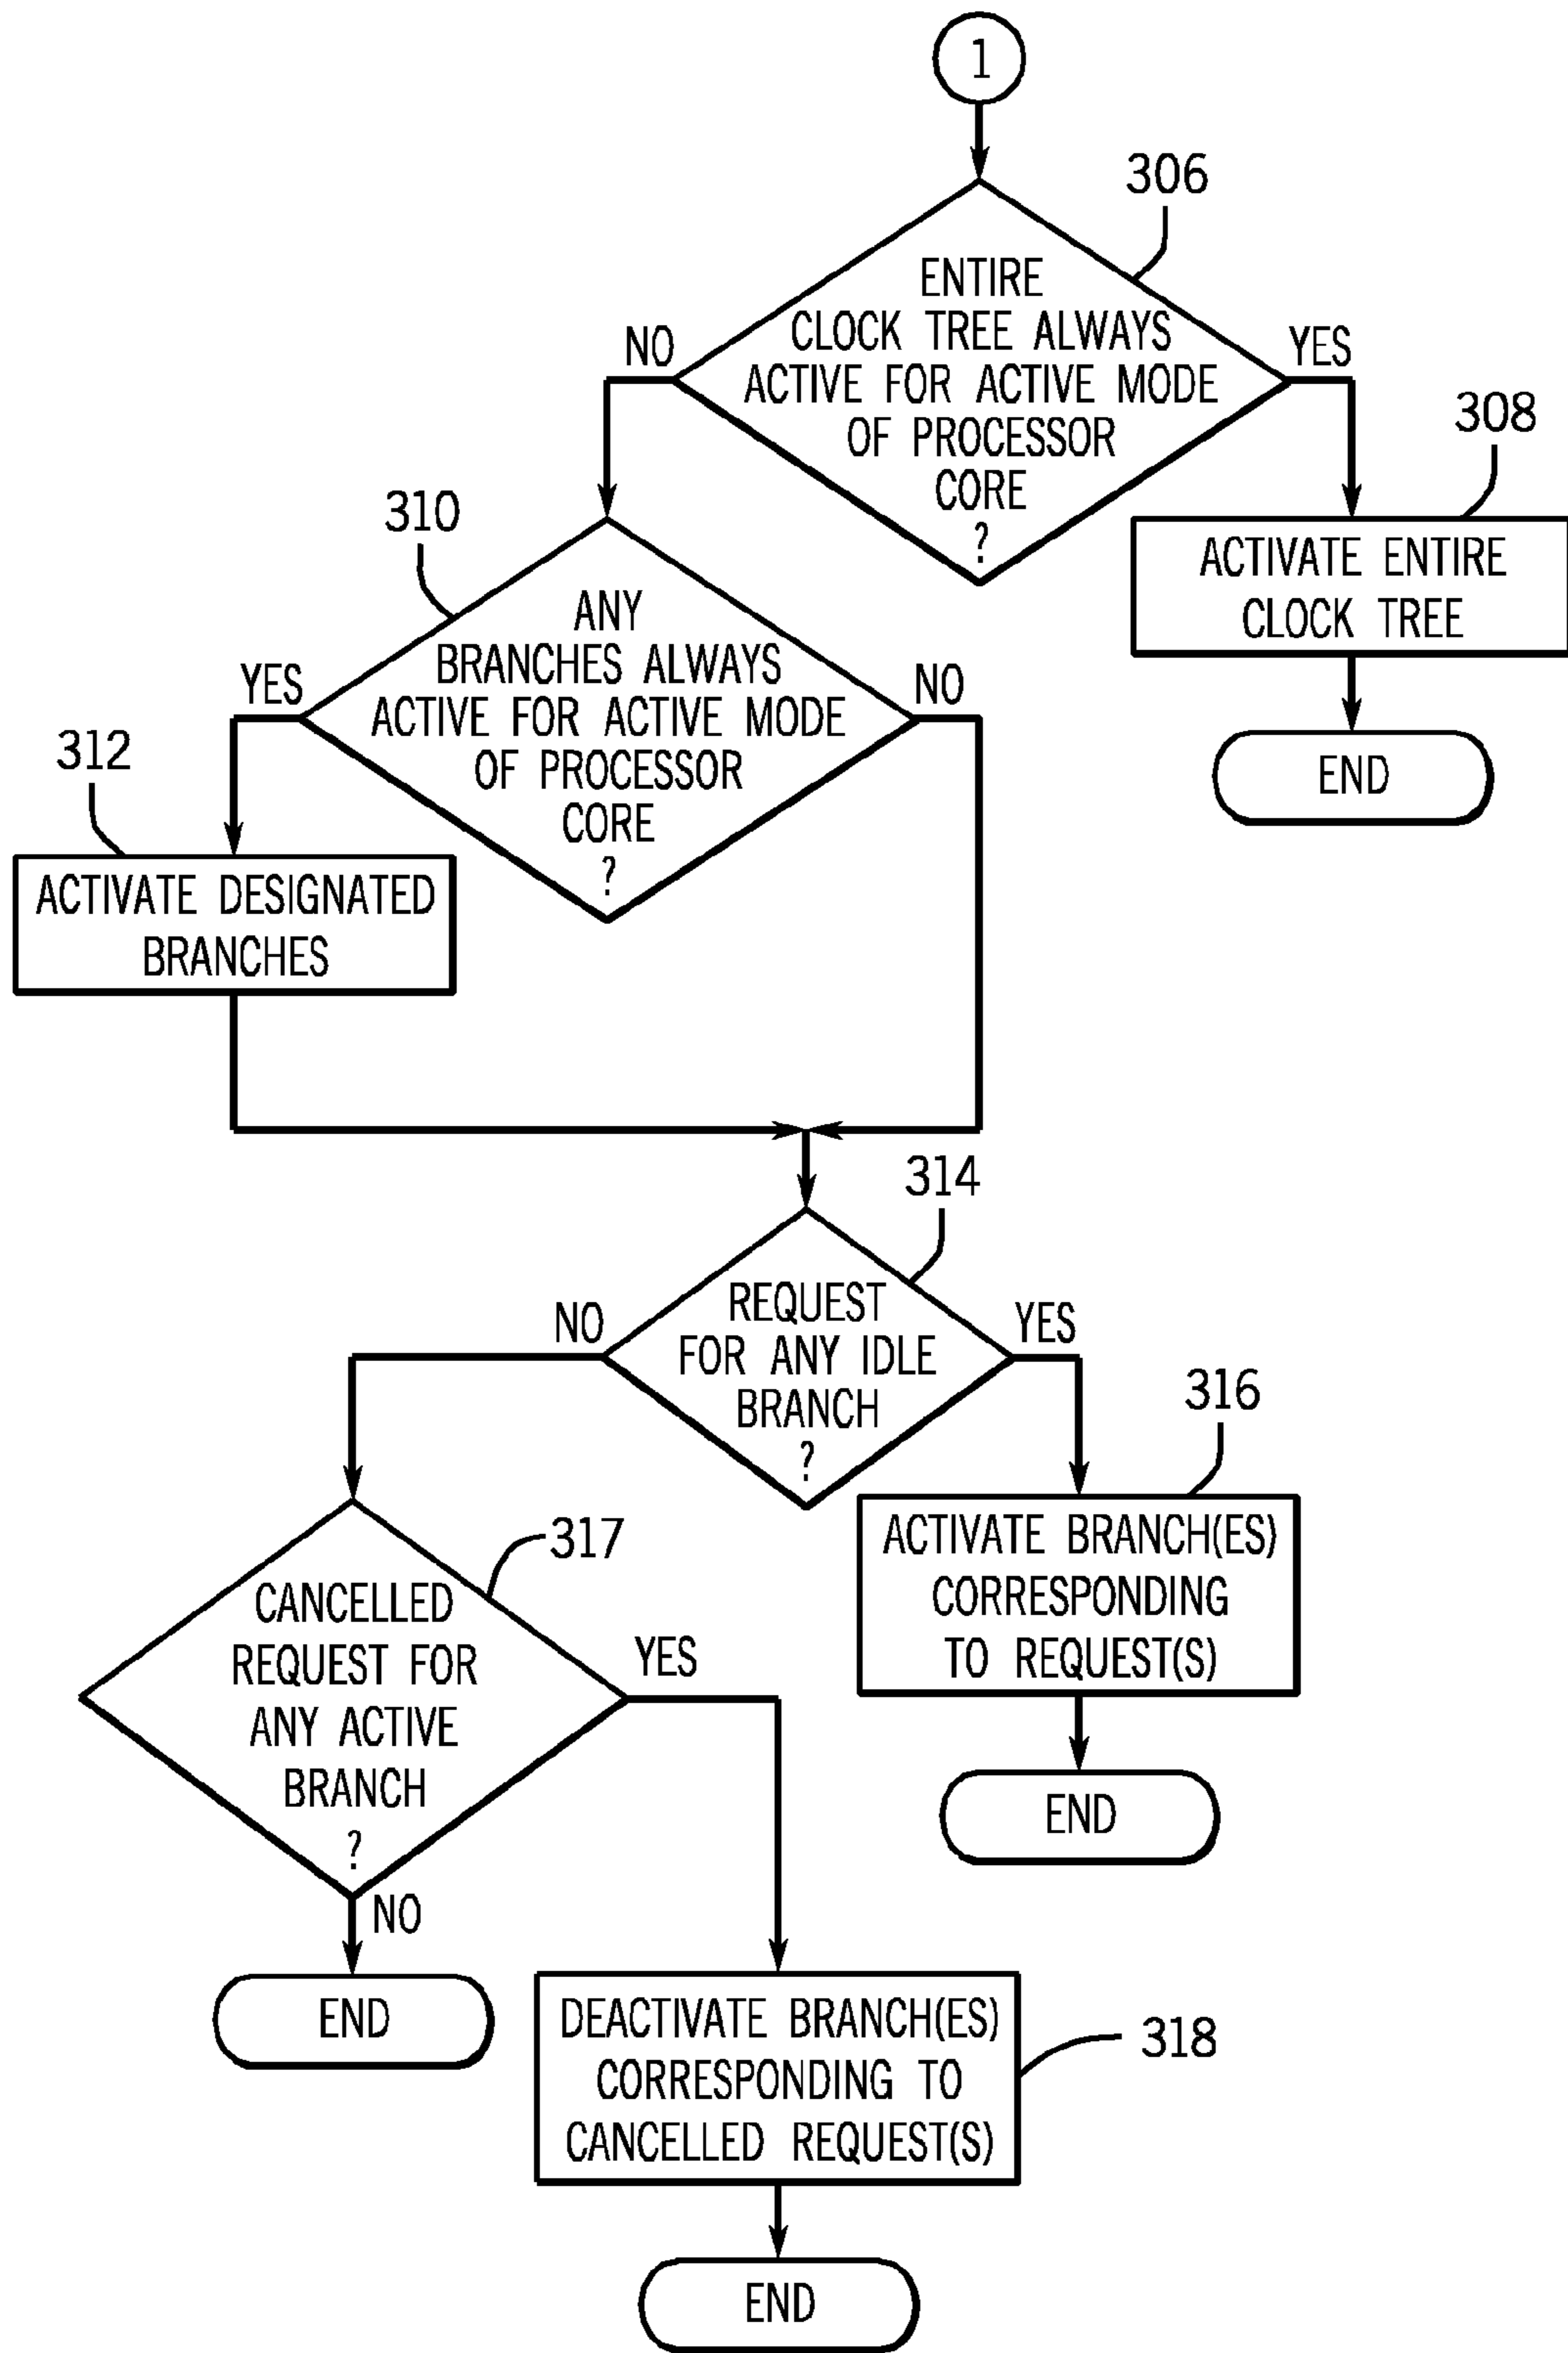 1
306
ENTIRE
CLOCK TREE ALWAYS
ACTIVE FOR ACTIVE MODE
OF PROCESSOR
CORE
?
NO
YES
308
ACTIVATE ENTIRE
CLOCK TREE
END
310
ANY
BRANCHES ALWAYS
ACTIVE FOR ACTIVE MODE
OF PROCESSOR
CORE
?
YES
NO
312
ACTIVATE DESIGNATED
BRANCHES
314
REQUEST
FOR ANY IDLE
BRANCH
?
NO
YES
316
ACTIVATE BRANCH(ES)
CORRESPONDING
TO REQUEST(S)
END
317
CANCELLED
REQUEST FOR
ANY ACTIVE
BRANCH
?
YES
NO
END
318
DEACTIVATE BRANCH(ES)
CORRESPONDING TO
CANCELLED REQUEST(S)
END